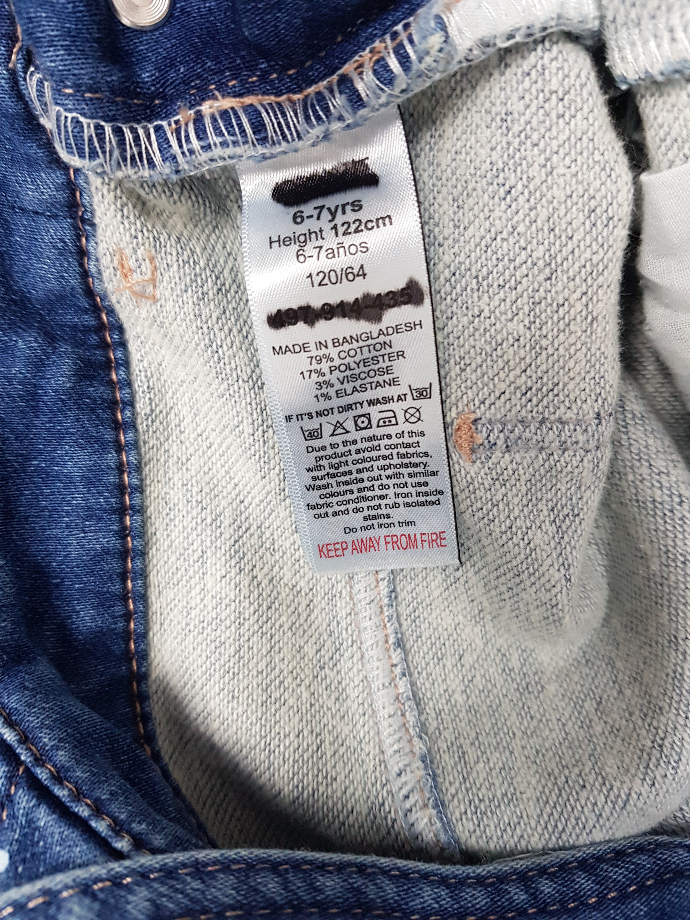 6-7yrs
Height 122cm
6-7años
120/64
497-914-435
MADE IN BANGLADESH
79% COTTON
17% POLYESTER
3% VISCOSE
1% ELASTANE
IF IT'S NOT DIRTY WASH AT 30
40
Due to the nature of this
product avoid contact
with light coloured fabrics,
surfaces and upholstery.
Wash inside out with similar
colours and do not use
fabric conditioner. Iron inside
out and do not rub isolated
stains.
Do not iron trim
KEEP AWAY FROM FIRE